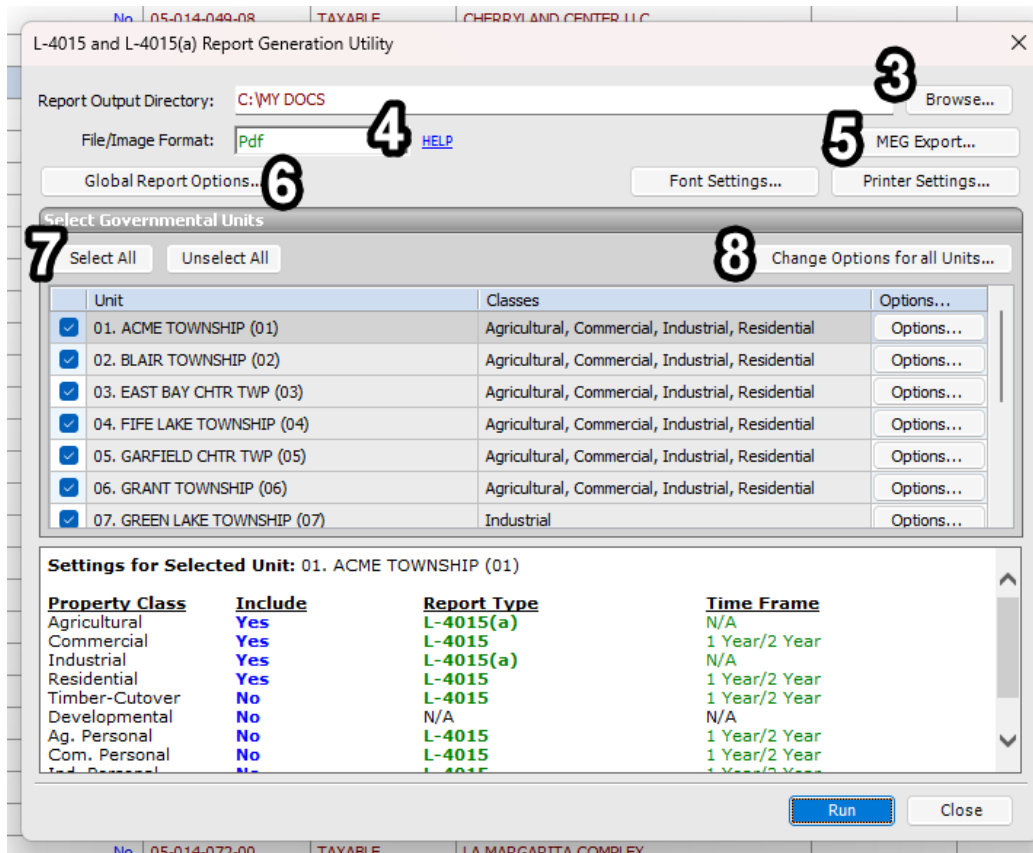 No 05-014-049-08 TAXABLE CHERRYLAND CENTER LLC
L-4015 and L-4015(a) Report Generation Utility
Report Output Directory: C:\MY DOCS 3 Browse...
File/Image Format: Pdf 4 HELP 5 MEG Export...
Global Report Options... 6 Font Settings... Printer Settings...
Select Governmental Units
7 Select All Unselect All 8 Change Options for all Units...
Unit Classes Options...
01. ACME TOWNSHIP (01) Agricultural, Commercial, Industrial, Residential Options...
02. BLAIR TOWNSHIP (02) Agricultural, Commercial, Industrial, Residential Options...
03. EAST BAY CHTR TWP (03) Agricultural, Commercial, Industrial, Residential Options...
04. FIFE LAKE TOWNSHIP (04) Agricultural, Commercial, Industrial, Residential Options...
05. GARFIELD CHTR TWP (05) Agricultural, Commercial, Industrial, Residential Options...
06. GRANT TOWNSHIP (06) Agricultural, Commercial, Industrial, Residential Options...
07. GREEN LAKE TOWNSHIP (07) Industrial Options...
Settings for Selected Unit: 01. ACME TOWNSHIP (01)
Property Class Include Report Type Time Frame
Agricultural Yes L-4015(a) N/A
Commercial Yes L-4015 1 Year/2 Year
Industrial Yes L-4015(a) N/A
Residential Yes L-4015 1 Year/2 Year
Timber-Cutover No L-4015 1 Year/2 Year
Developmental No N/A N/A
Ag. Personal No L-4015 1 Year/2 Year
Com. Personal No L-4015 1 Year/2 Year
Ind. Personal No L-4015 1 Year/2 Year
Run Close
No 05-014-072-00 TAXABLE LA MARGARITA COMPLEX